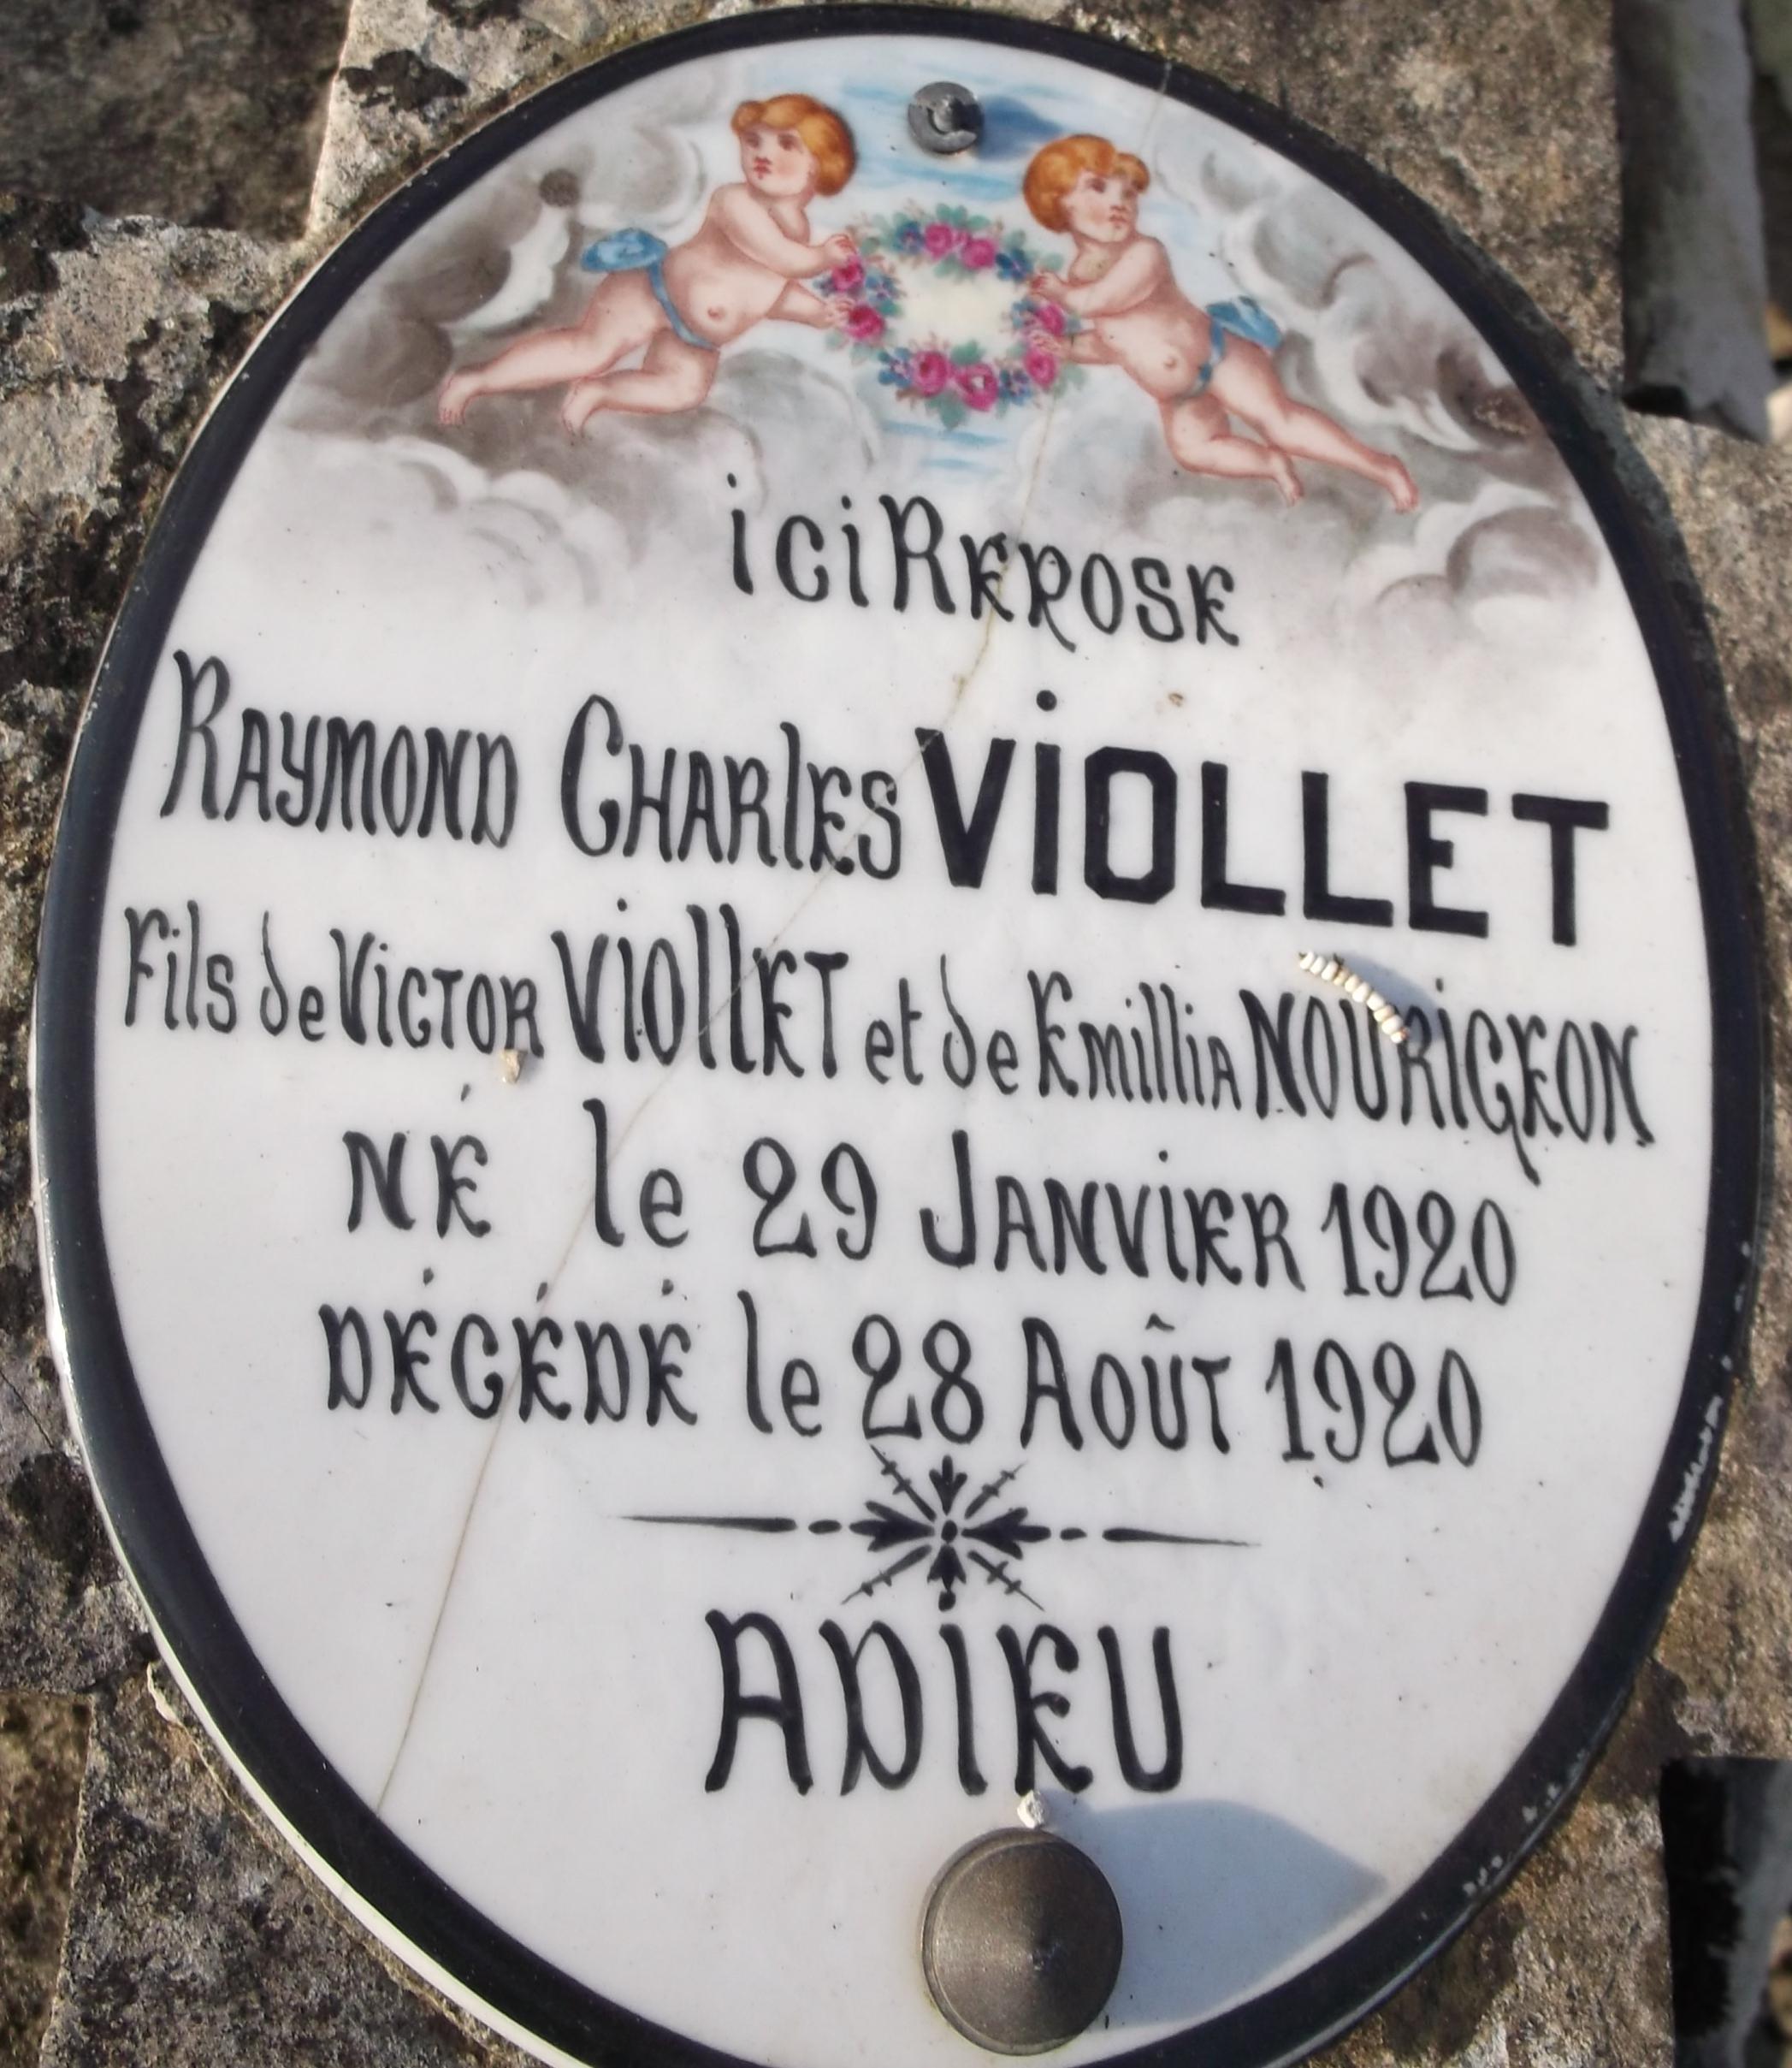 ici REPOSE
RAYMOND CHARLES VIOLLET
Fils de VICTOR VIOLLET et de EmilliA NOURIGEON
NÉ le 29 JANVIER 1920
DÉCÉDÉ le 28 AOÛT 1920
ADIEU